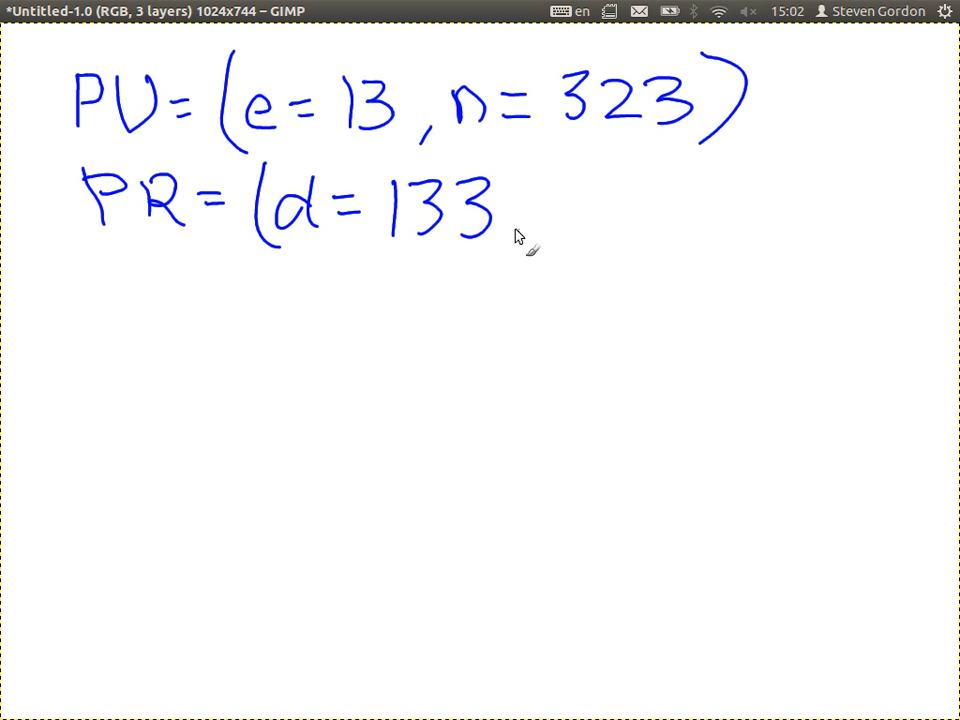 *Untitled-1.0 (RGB, 3 layers) 1024x744 – GIMP en 15:02 Steven Gordon
PU= (e = 13 , n = 323)
PR= (d = 133